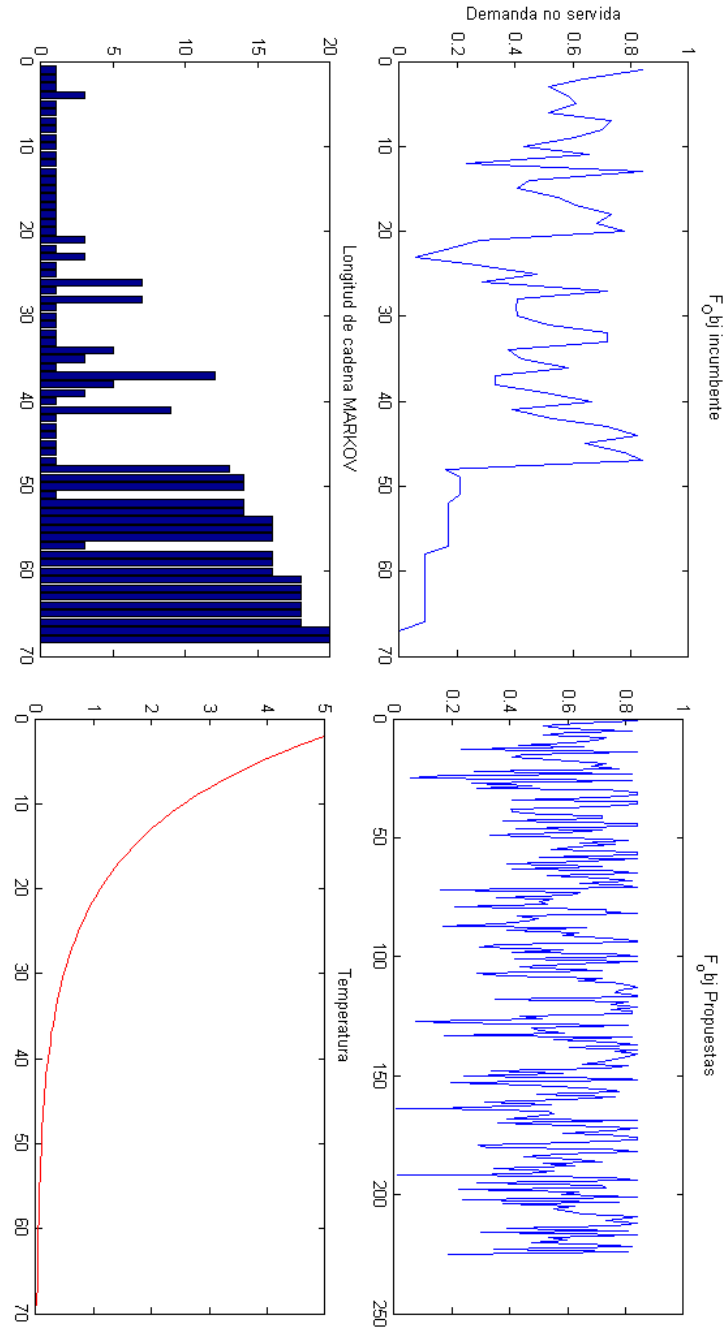 F_obj incumbente
Demanda no servida
1
0.8
0.6
0.4
0.2
0
0 10 20 30 40 50 60 70
F_obj Propuestas
1
0.8
0.6
0.4
0.2
0
0 50 100 150 200 250
Longitud de cadena MARKOV
20
15
10
5
0
0 10 20 30 40 50 60 70
Temperatura
5
4
3
2
1
0
0 10 20 30 40 50 60 70